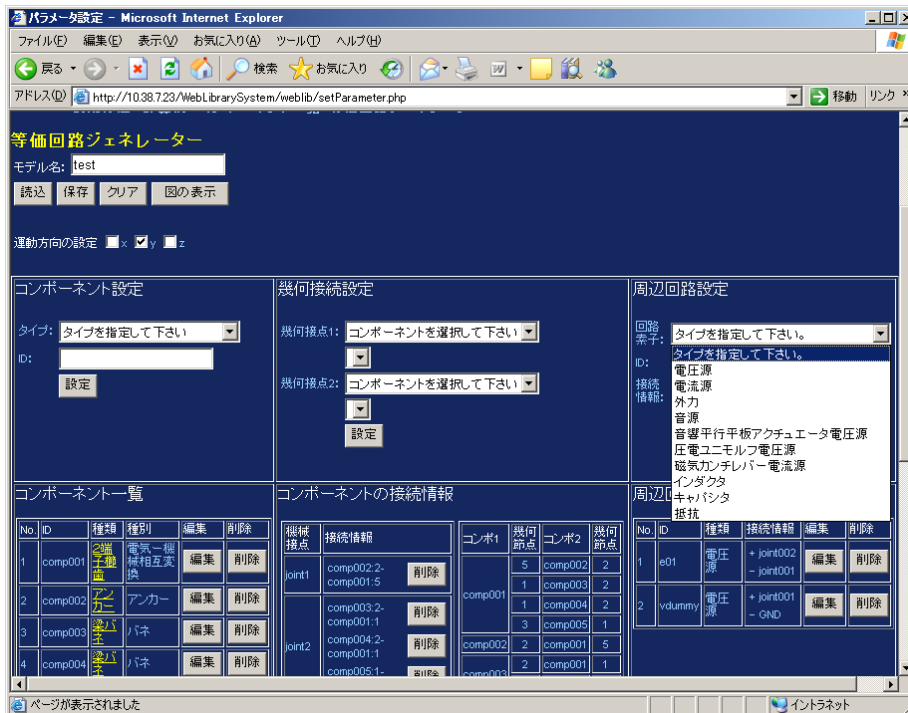 パラメータ設定 - Microsoft Internet Explorer
ファイル(F) 編集(E) 表示(V) お気に入り(A) ツール(T) ヘルプ(H)
戻る 検索 お気に入り
アドレス(D) http://10.38.7.23/WebLibrarySystem/weblib/setParameter.php 移動 リンク »
等価回路ジェネレーター
モデル名: test
読込 保存 クリア 図の表示
運動方向の設定 x y z
コンポーネント設定
タイプ: タイプを指定して下さい
ID:
設定
幾何接続設定
幾何接点1: コンポーネントを選択して下さい
幾何接点2: コンポーネントを選択して下さい
設定
周辺回路設定
回路素子: タイプを指定して下さい。
ID:
接続情報:
タイプを指定して下さい。
電圧源
電流源
外力
音源
音響平行平板アクチュエータ電圧源
圧電ユニモルフ電圧源
磁気カンチレバー電流源
インダクタ
キャパシタ
抵抗
コンポーネント一覧
No. ID 種類 種別 編集 削除
1 comp001 2端子櫛歯 電気ー機械相互変換 編集 削除
2 comp002 アンカー アンカー 編集 削除
3 comp003 梁バネ バネ 編集 削除
4 comp004 梁バネ バネ 編集 削除
コンポーネントの接続情報
機械接点 接続情報
joint1 comp002:2-comp001:5 削除
joint2 comp003:2-comp001:1 削除
comp004:2-comp001:1 削除
comp005:1- 削除
コンポ1 幾何節点 コンポ2 幾何節点
comp001 5 comp002 2
1 comp003 2
1 comp004 2
3 comp005 1
comp002 2 comp001 5
comp003 2 comp001 1
周辺回
No. ID 種類 接続情報 編集 削除
1 e01 電圧源 + joint002 - joint001 編集 削除
2 vdummy 電圧源 + joint001 - GND 編集 削除
ページが表示されました イントラネット